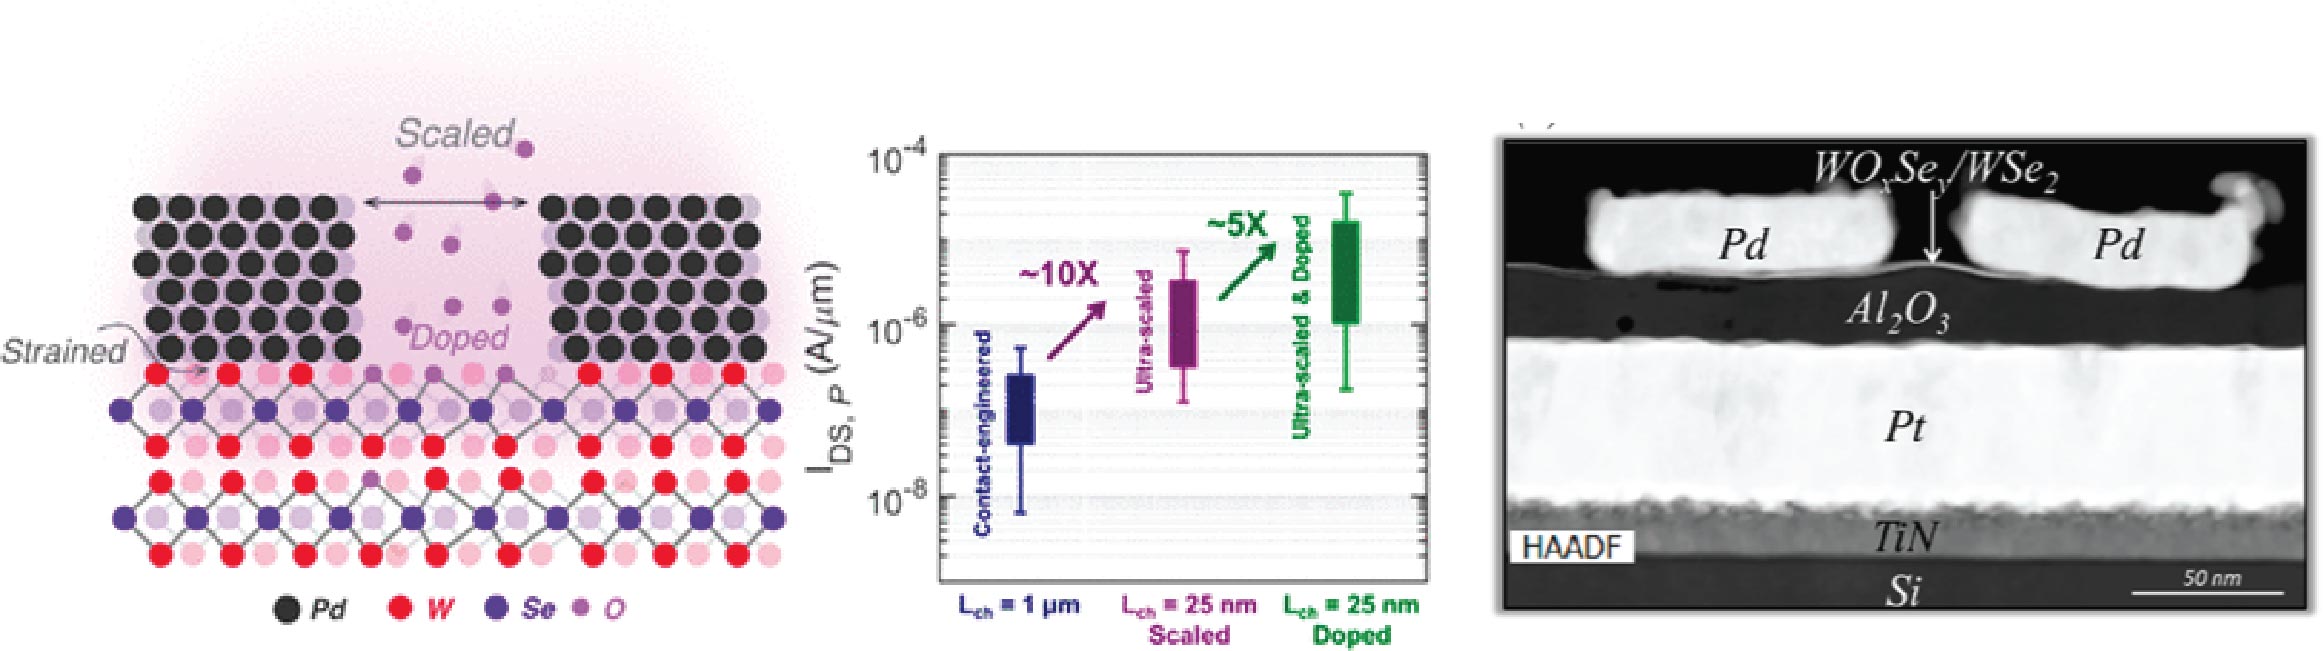 Scaled
Doped
Strained
Pd W Se O
I_DS, P (A/μm)
10^-4
10^-6
10^-8
Contact-engineered
~10X
Ultra-scaled
~5X
Ultra-scaled & Doped
L_ch = 1 μm
L_ch = 25 nm
Scaled
L_ch = 25 nm
Doped
WO_xSe_y/WSe_2
Pd
Pd
Al_2O_3
Pt
TiN
HAADF
Si
50 nm